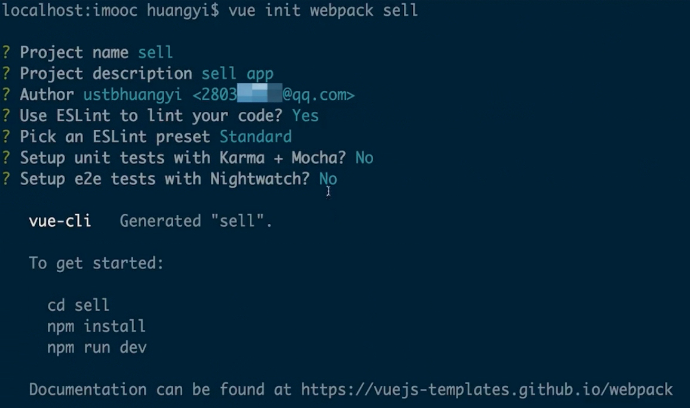 localhost:imooc huangyi$ vue init webpack sell
? Project name sell
? Project description sell app
? Author ustbhuangyi <2803@qq.com>
? Use ESLint to lint your code? Yes
? Pick an ESLint preset Standard
? Setup unit tests with Karma + Mocha? No
? Setup e2e tests with Nightwatch? No
vue-cli Generated "sell".
To get started:
cd sell
npm install
npm run dev
Documentation can be found at https://vuejs-templates.github.io/webpack